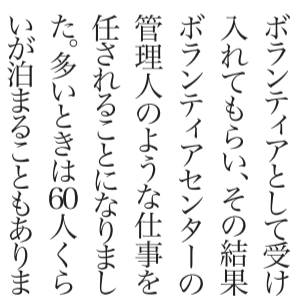 ボランティアとして受け
入れてもらい、その結果
ボランティアセンターの
管理人のような仕事を
任されることになりまし
た。多いときは60人くら
いが泊まることもありま